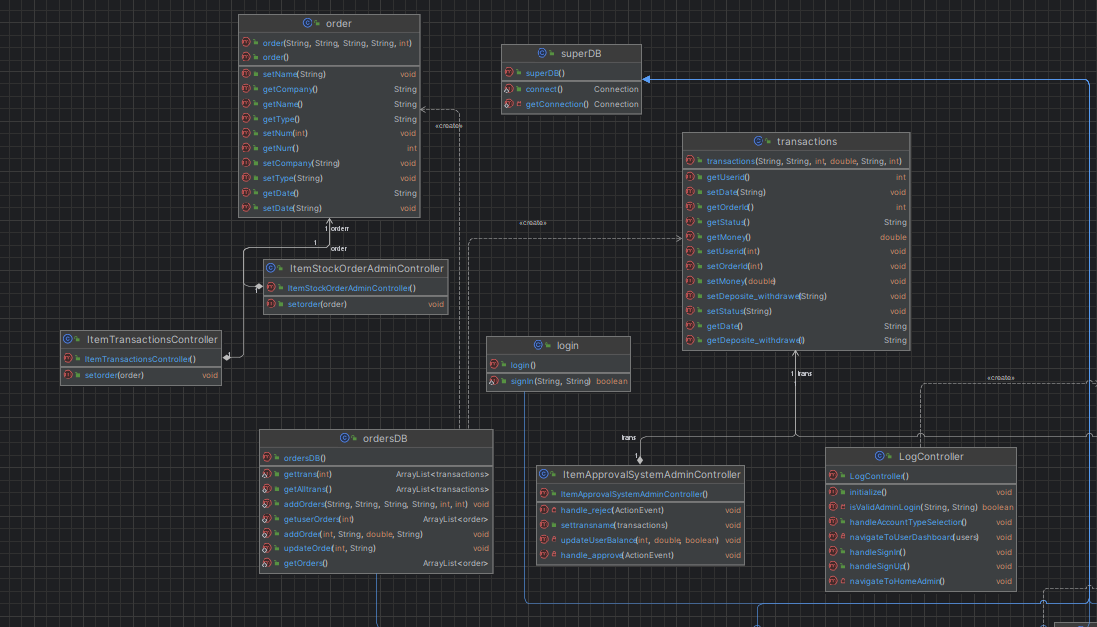 order
order(String, String, String, String, int)
order()
setName(String) void
getCompany() String
getName() String
getType() String
setNum(int) void
getNum() int
setCompany(String) void
setType(String) void
getDate() String
setDate(String) void
superDB
superDB()
connect() Connection
getConnection() Connection
«create»
transactions
transactions(String, String, int, double, String, int)
getUserid() int
setDate(String) void
getOrderId() int
getStatus() String
getMoney() double
setUserid(int) void
setOrderId(int) void
setMoney(double) void
setDeposite_withdrawe(String) void
setStatus(String) void
getDate() String
getDeposite_withdrawe() String
«create»
1 orderr
1
order
ItemStockOrderAdminController
ItemStockOrderAdminController()
setorder(order) void
1
ItemTransactionsController
ItemTransactionsController()
setorder(order) void
1
login
login()
signIn(String, String) boolean
1 trans
«create»
ordersDB
ordersDB()
gettrans(int) ArrayList<transactions>
getAlltrans() ArrayList<transactions>
addOrders(String, String, String, String, int, int) void
getuserOrders(int) ArrayList<order>
addOrder(int, String, double, String) void
updateOrder(int, String) void
getOrders() ArrayList<order>
trans
1
ItemApprovalSystemAdminController
ItemApprovalSystemAdminController()
handle_rejec(ActionEvent) void
settransname(transactions) void
updateUserBalance(int, double, boolean) void
handle_approve(ActionEvent) void
LogController
LogController()
initialize() void
isValidAdminLogin(String, String) boolean
handleAccountTypeSelection() void
navigateToUserDashboard(users) void
handleSignIn() void
handleSignUp() void
navigateToHomeAdmin() void